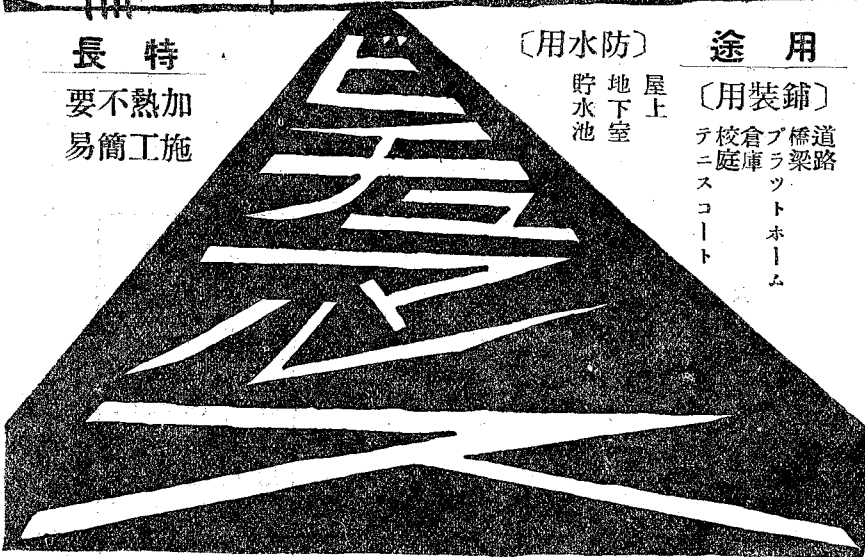 用途
〔鋪装用〕
道路
橋梁
プラツトホーム
倉庫
校庭
テニスコート
〔防水用〕
屋上
地下室
貯水池
ビチユマルス
特長
加熱不要
施工簡易